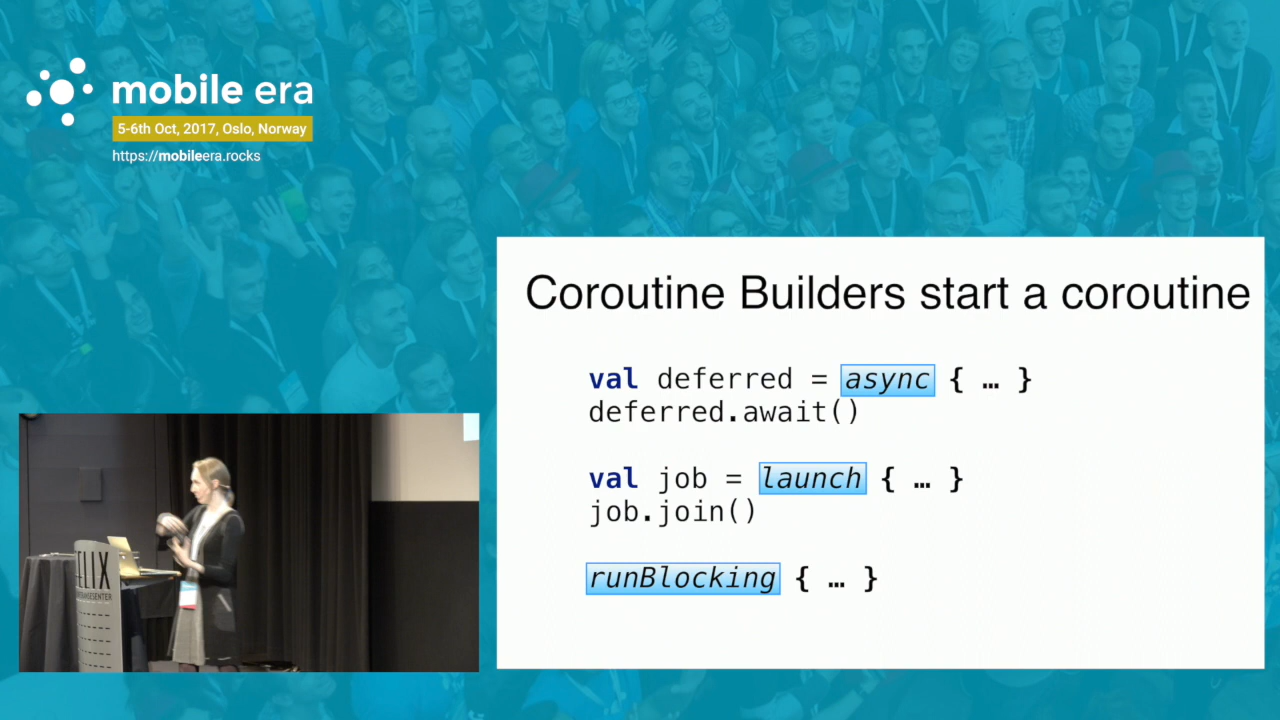 mobile era
5-6th Oct, 2017, Oslo, Norway
https://mobileera.rocks
Coroutine Builders start a coroutine
val deferred = async { … }
deferred.await()
val job = launch { … }
job.join()
runBlocking { … }